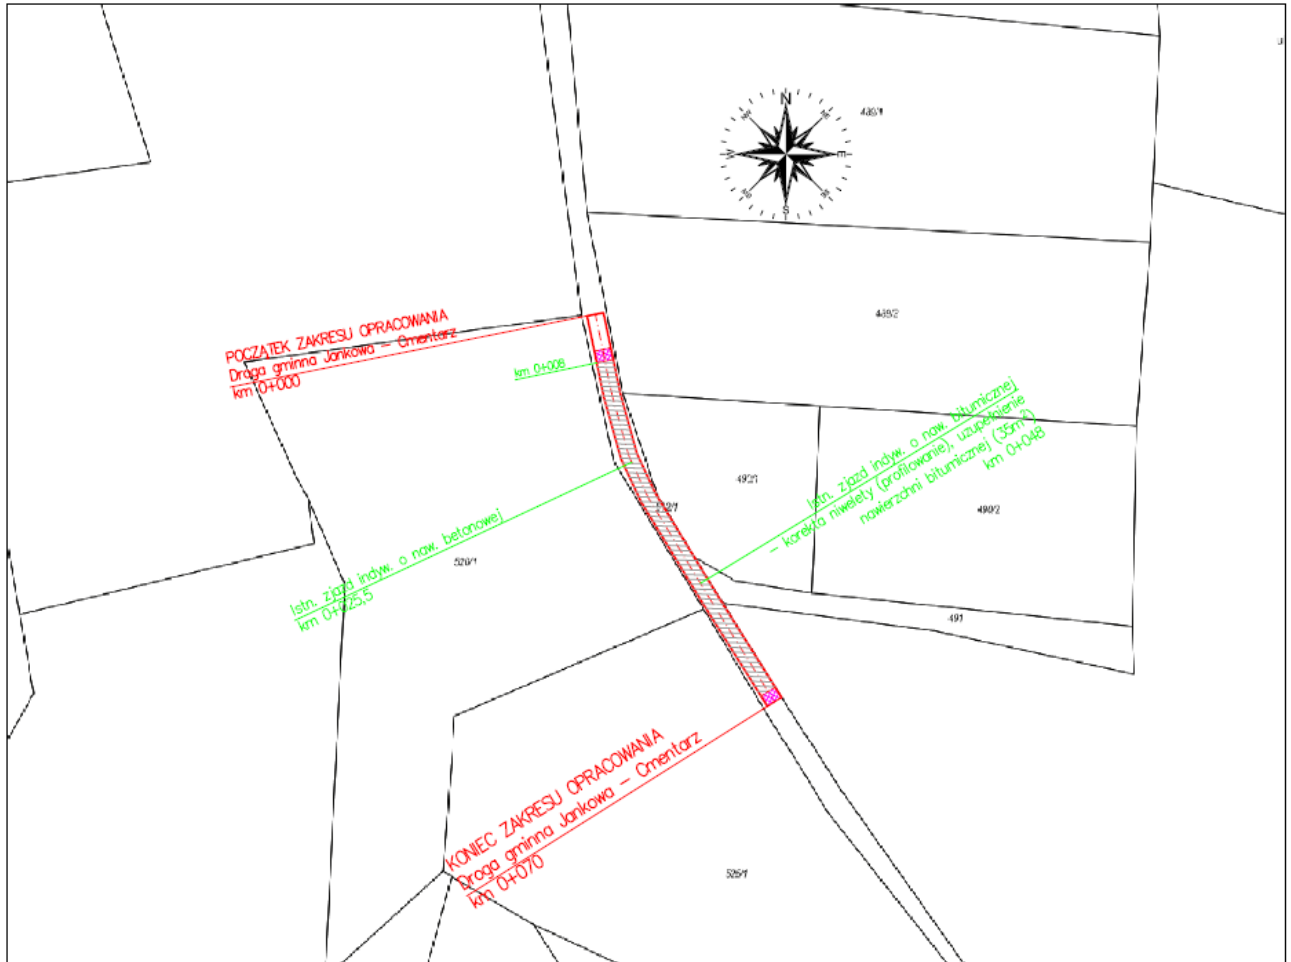 N
E
S
489/1
POCZĄTEK ZAKRESU OPRACOWANIA
Droga gminna Jankowa – Cmentarz
km 0+000
489/2
km 0+008
Istn. zjazd indyw. o naw. bitumicznej
– korekta niwelety (profilowanie), uzupełnienie
nawierzchni bitumicznej (35m²)
km 0+048
490/1
490/2
Istn. zjazd indyw. o naw. betonowej
km 0+025,5
526/1
491
KONIEC ZAKRESU OPRACOWANIA
Droga gminna Jankowa – Cmentarz
km 0+070
525/1